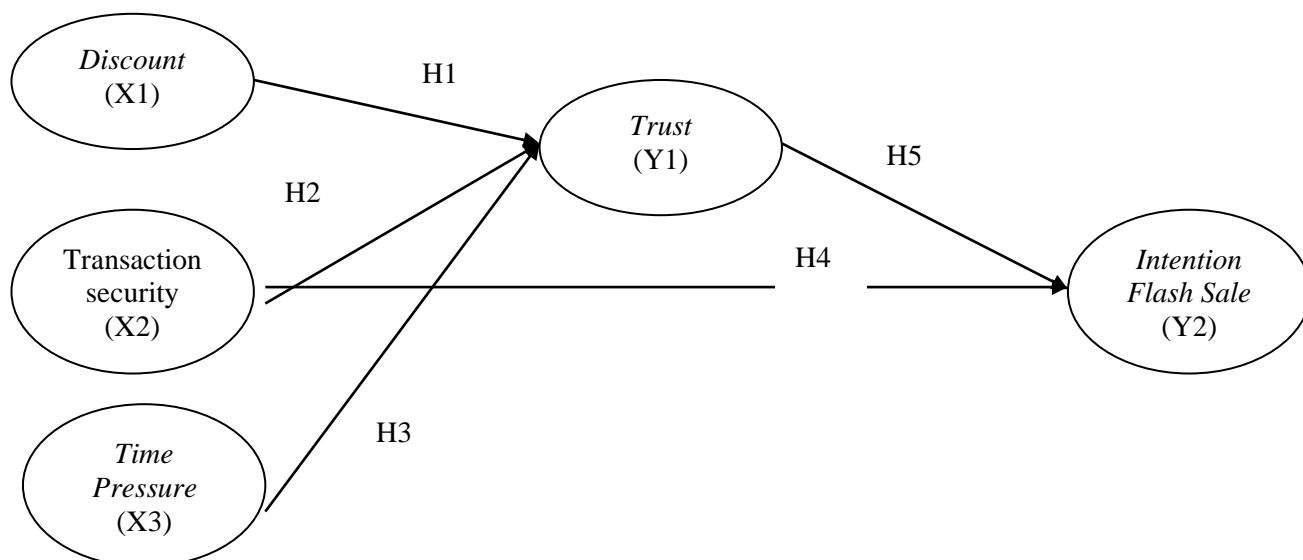 Discount
(X1)
H1
Trust
(Y1)
H5
H2
Transaction
security
(X2)
H4
Intention
Flash Sale
(Y2)
H3
Time
Pressure
(X3)